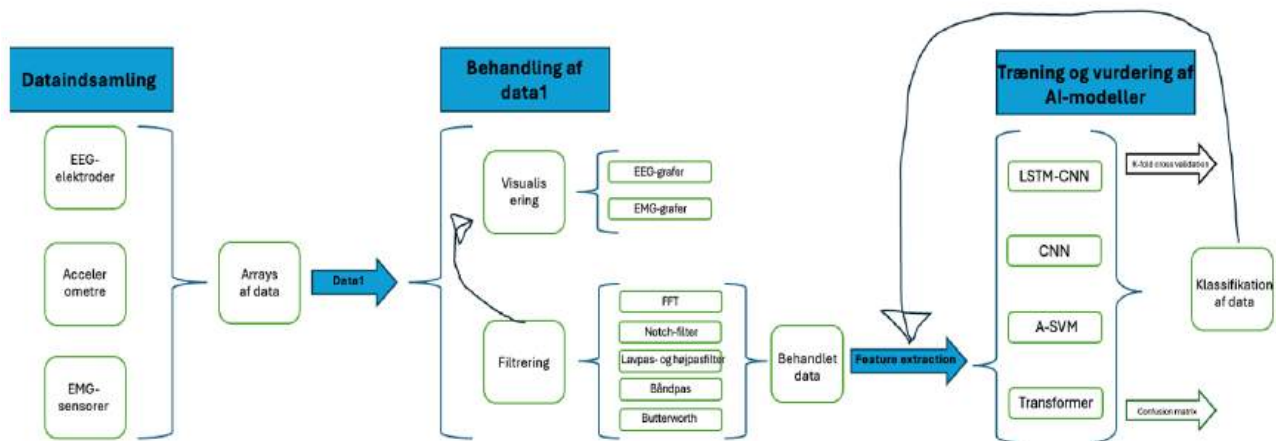 Dataindsamling
EEG-
elektroder
Acceler
ometre
EMG-
sensorer
Arrays
af data
Data1
Behandling af
data1
Visualis
ering
EEG-grafer
EMG-grafer
Filtrering
FFT
Notch-filter
Lavpas- og højpasfilter
Båndpas
Butterworth
Behandlet
data
Feature extraction
Træning og vurdering af
AI-modeller
LSTM-CNN
CNN
A-SVM
Transformer
K-fold cross validation
Confusion matrix
Klassifikation
af data